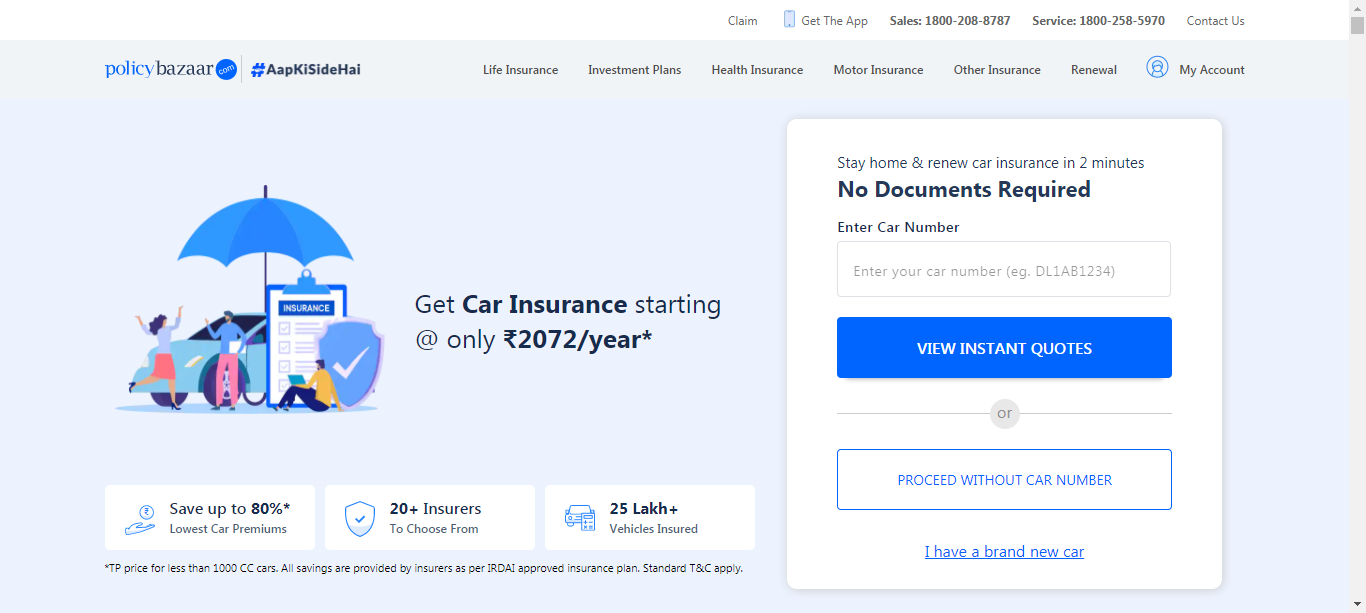 Claim Get The App Sales: 1800-208-8787 Service: 1800-258-5970 Contact Us
policybazaar.com #AapKiSideHai Life Insurance Investment Plans Health Insurance Motor Insurance Other Insurance Renewal My Account
Stay home & renew car insurance in 2 minutes
No Documents Required
Enter Car Number
Enter your car number (eg. DL1AB1234)
VIEW INSTANT QUOTES
or
PROCEED WITHOUT CAR NUMBER
I have a brand new car
INSURANCE
Get Car Insurance starting
@ only ₹2072/year*
Save up to 80%*
Lowest Car Premiums
20+ Insurers
To Choose From
25 Lakh+
Vehicles Insured
*TP price for less than 1000 CC cars. All savings are provided by insurers as per IRDAI approved insurance plan. Standard T&C apply.